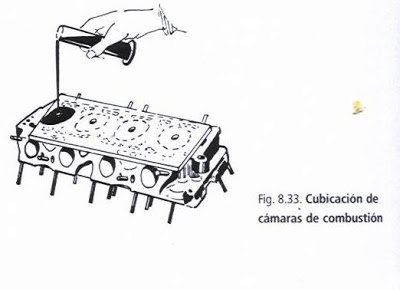 Fig. 8.33. Cubicación de
cámaras de combustión